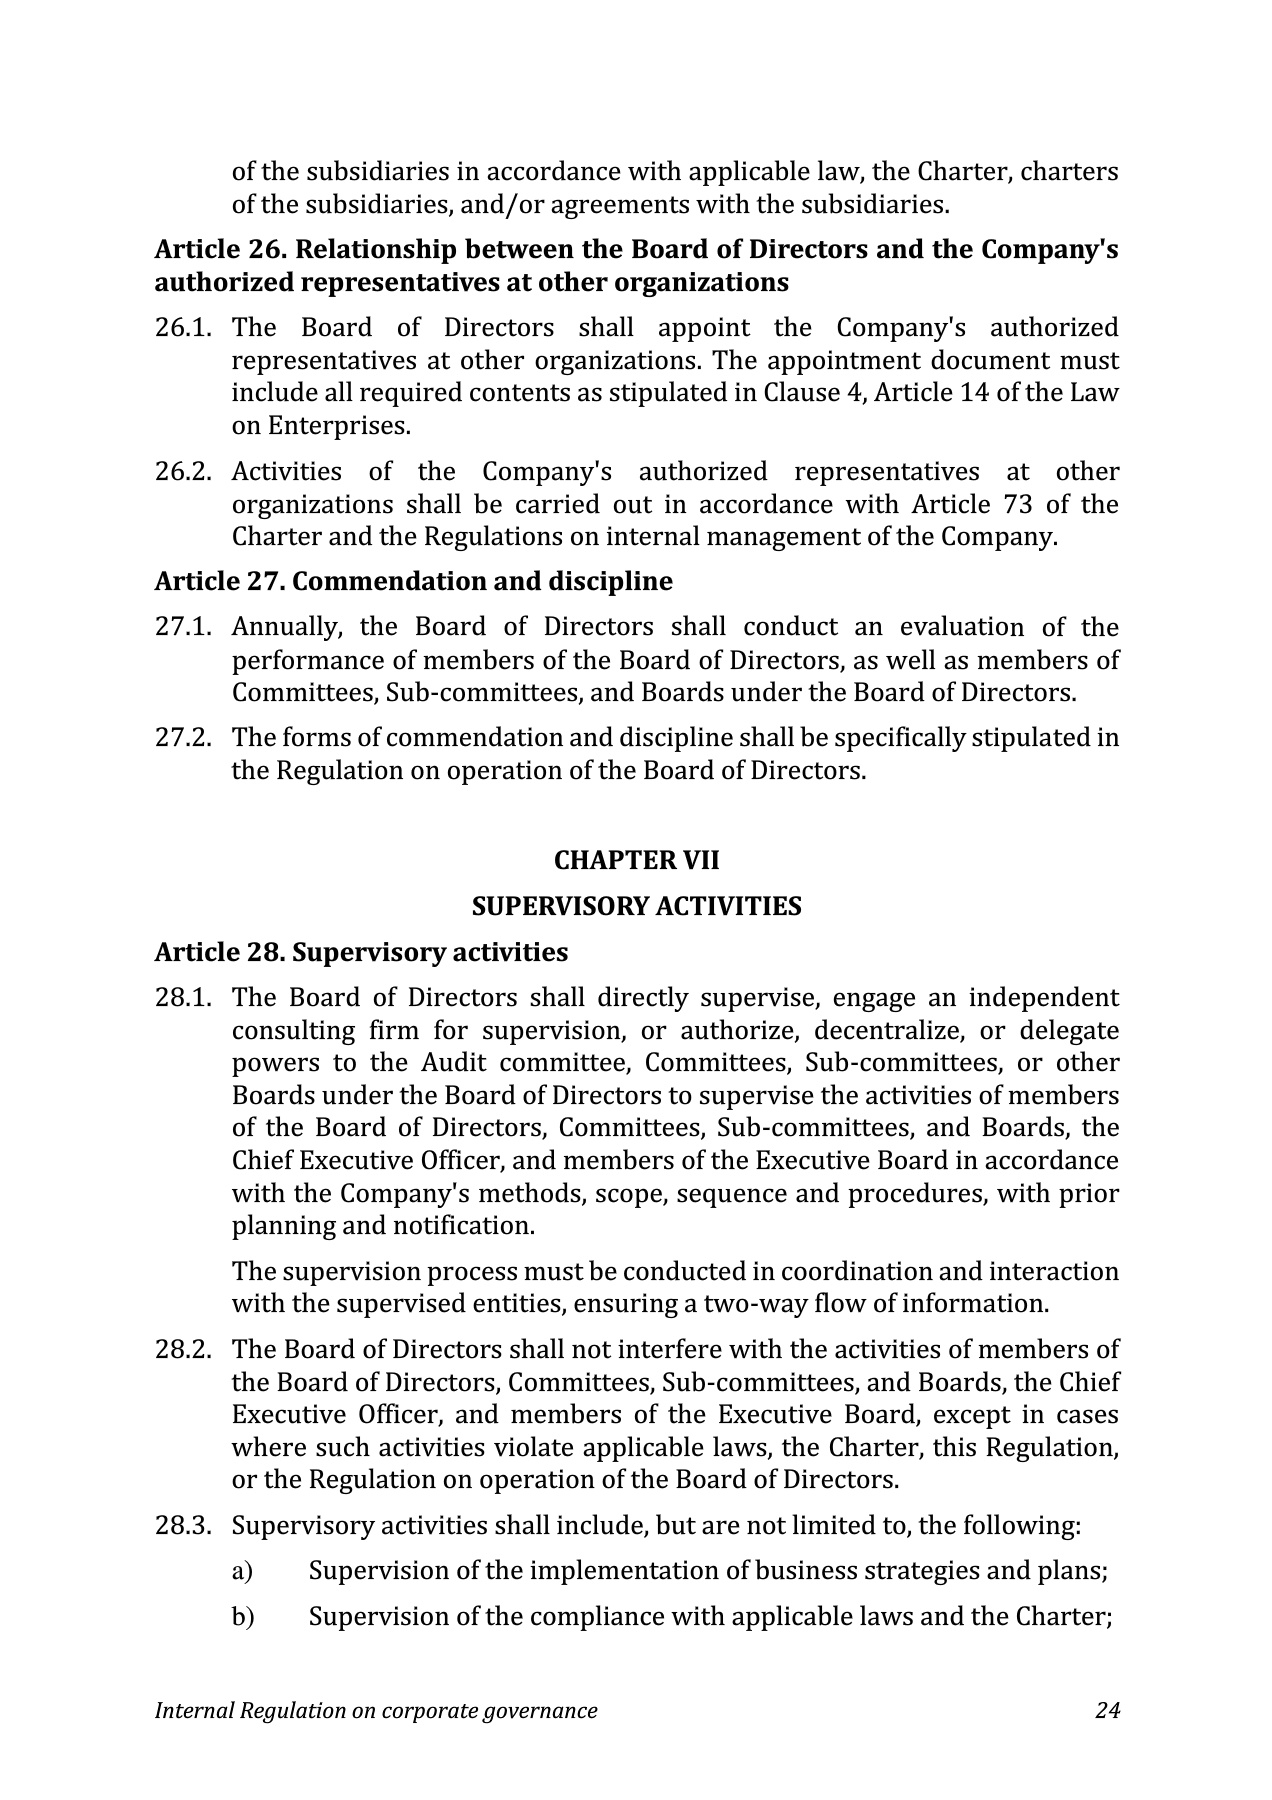 of the subsidiaries in accordance with applicable law, the Charter, charters
of the subsidiaries, and/or agreements with the subsidiaries.
Article 26. Relationship between the Board of Directors and the Company's
authorized representatives at other organizations
26.1. The Board of Directors shall appoint the Company's authorized
representatives at other organizations. The appointment document must
include all required contents as stipulated in Clause 4, Article 14 of the Law
on Enterprises.
26.2. Activities of the Company's authorized representatives at other
organizations shall be carried out in accordance with Article 73 of the
Charter and the Regulations on internal management of the Company.
Article 27. Commendation and discipline
27.1. Annually, the Board of Directors shall conduct an evaluation of the
performance of members of the Board of Directors, as well as members of
Committees, Sub-committees, and Boards under the Board of Directors.
27.2. The forms of commendation and discipline shall be specifically stipulated in
the Regulation on operation of the Board of Directors.
CHAPTER VII
SUPERVISORY ACTIVITIES
Article 28. Supervisory activities
28.1. The Board of Directors shall directly supervise, engage an independent
consulting firm for supervision, or authorize, decentralize, or delegate
powers to the Audit committee, Committees, Sub-committees, or other
Boards under the Board of Directors to supervise the activities of members
of the Board of Directors, Committees, Sub-committees, and Boards, the
Chief Executive Officer, and members of the Executive Board in accordance
with the Company's methods, scope, sequence and procedures, with prior
planning and notification.
The supervision process must be conducted in coordination and interaction
with the supervised entities, ensuring a two-way flow of information.
28.2. The Board of Directors shall not interfere with the activities of members of
the Board of Directors, Committees, Sub-committees, and Boards, the Chief
Executive Officer, and members of the Executive Board, except in cases
where such activities violate applicable laws, the Charter, this Regulation,
or the Regulation on operation of the Board of Directors.
28.3. Supervisory activities shall include, but are not limited to, the following:
a) Supervision of the implementation of business strategies and plans;
b) Supervision of the compliance with applicable laws and the Charter;
Internal Regulation on corporate governance 24